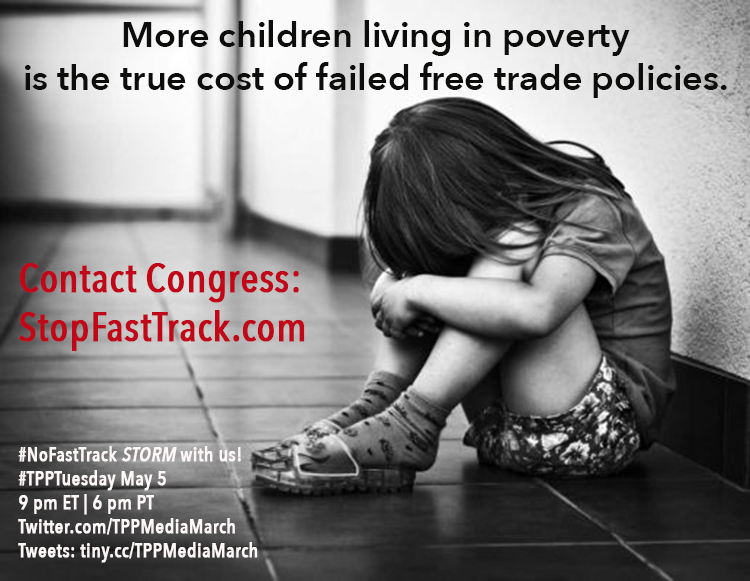 More children living in poverty
is the true cost of failed free trade policies.
Contact Congress:
StopFastTrack.com
#NoFastTrack STORM with us!
#TPPTuesday May 5
9 pm ET | 6 pm PT
Twitter.com/TPPMediaMarch
Tweets: tiny.cc/TPPMediaMarch